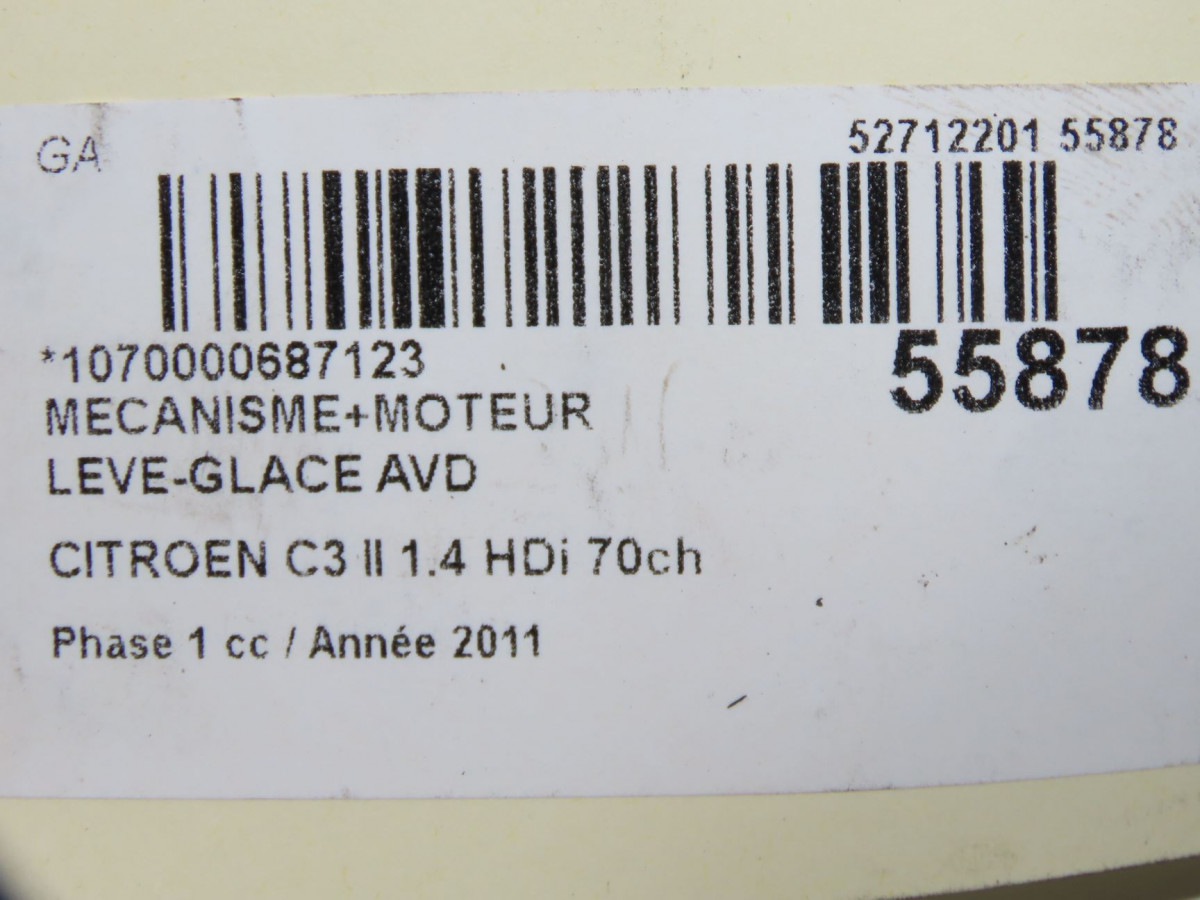 GA
52712201 55878
*1070000687123
55878
MECANISME+MOTEUR
LEVE-GLACE AVD
CITROEN C3 II 1.4 HDi 70ch
Phase 1 cc / Année 2011